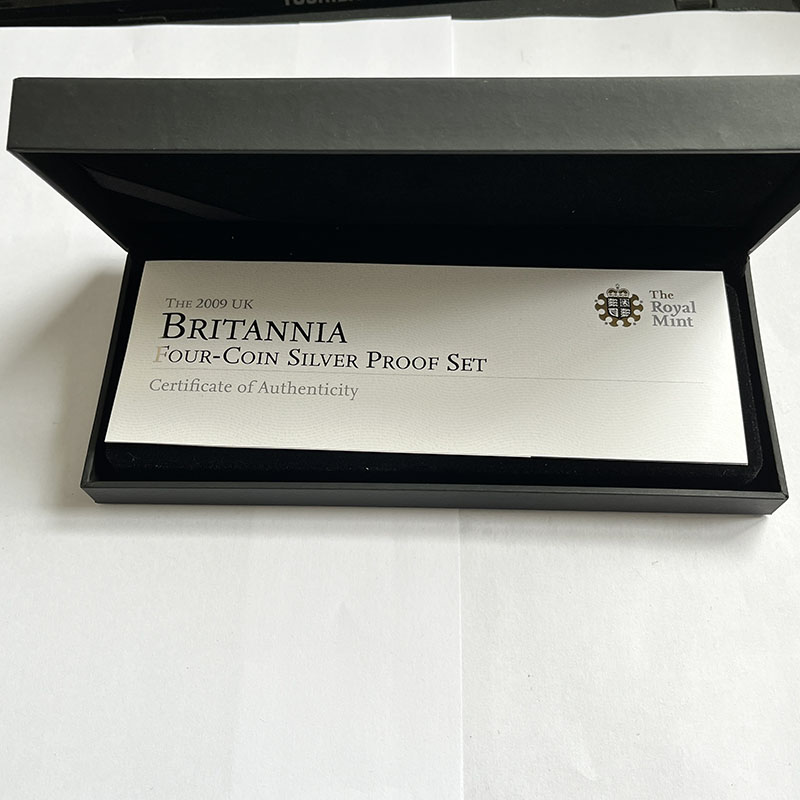 The 2009 UK
Britannia
Four-Coin Silver Proof Set
Certificate of Authenticity
The
Royal
Mint